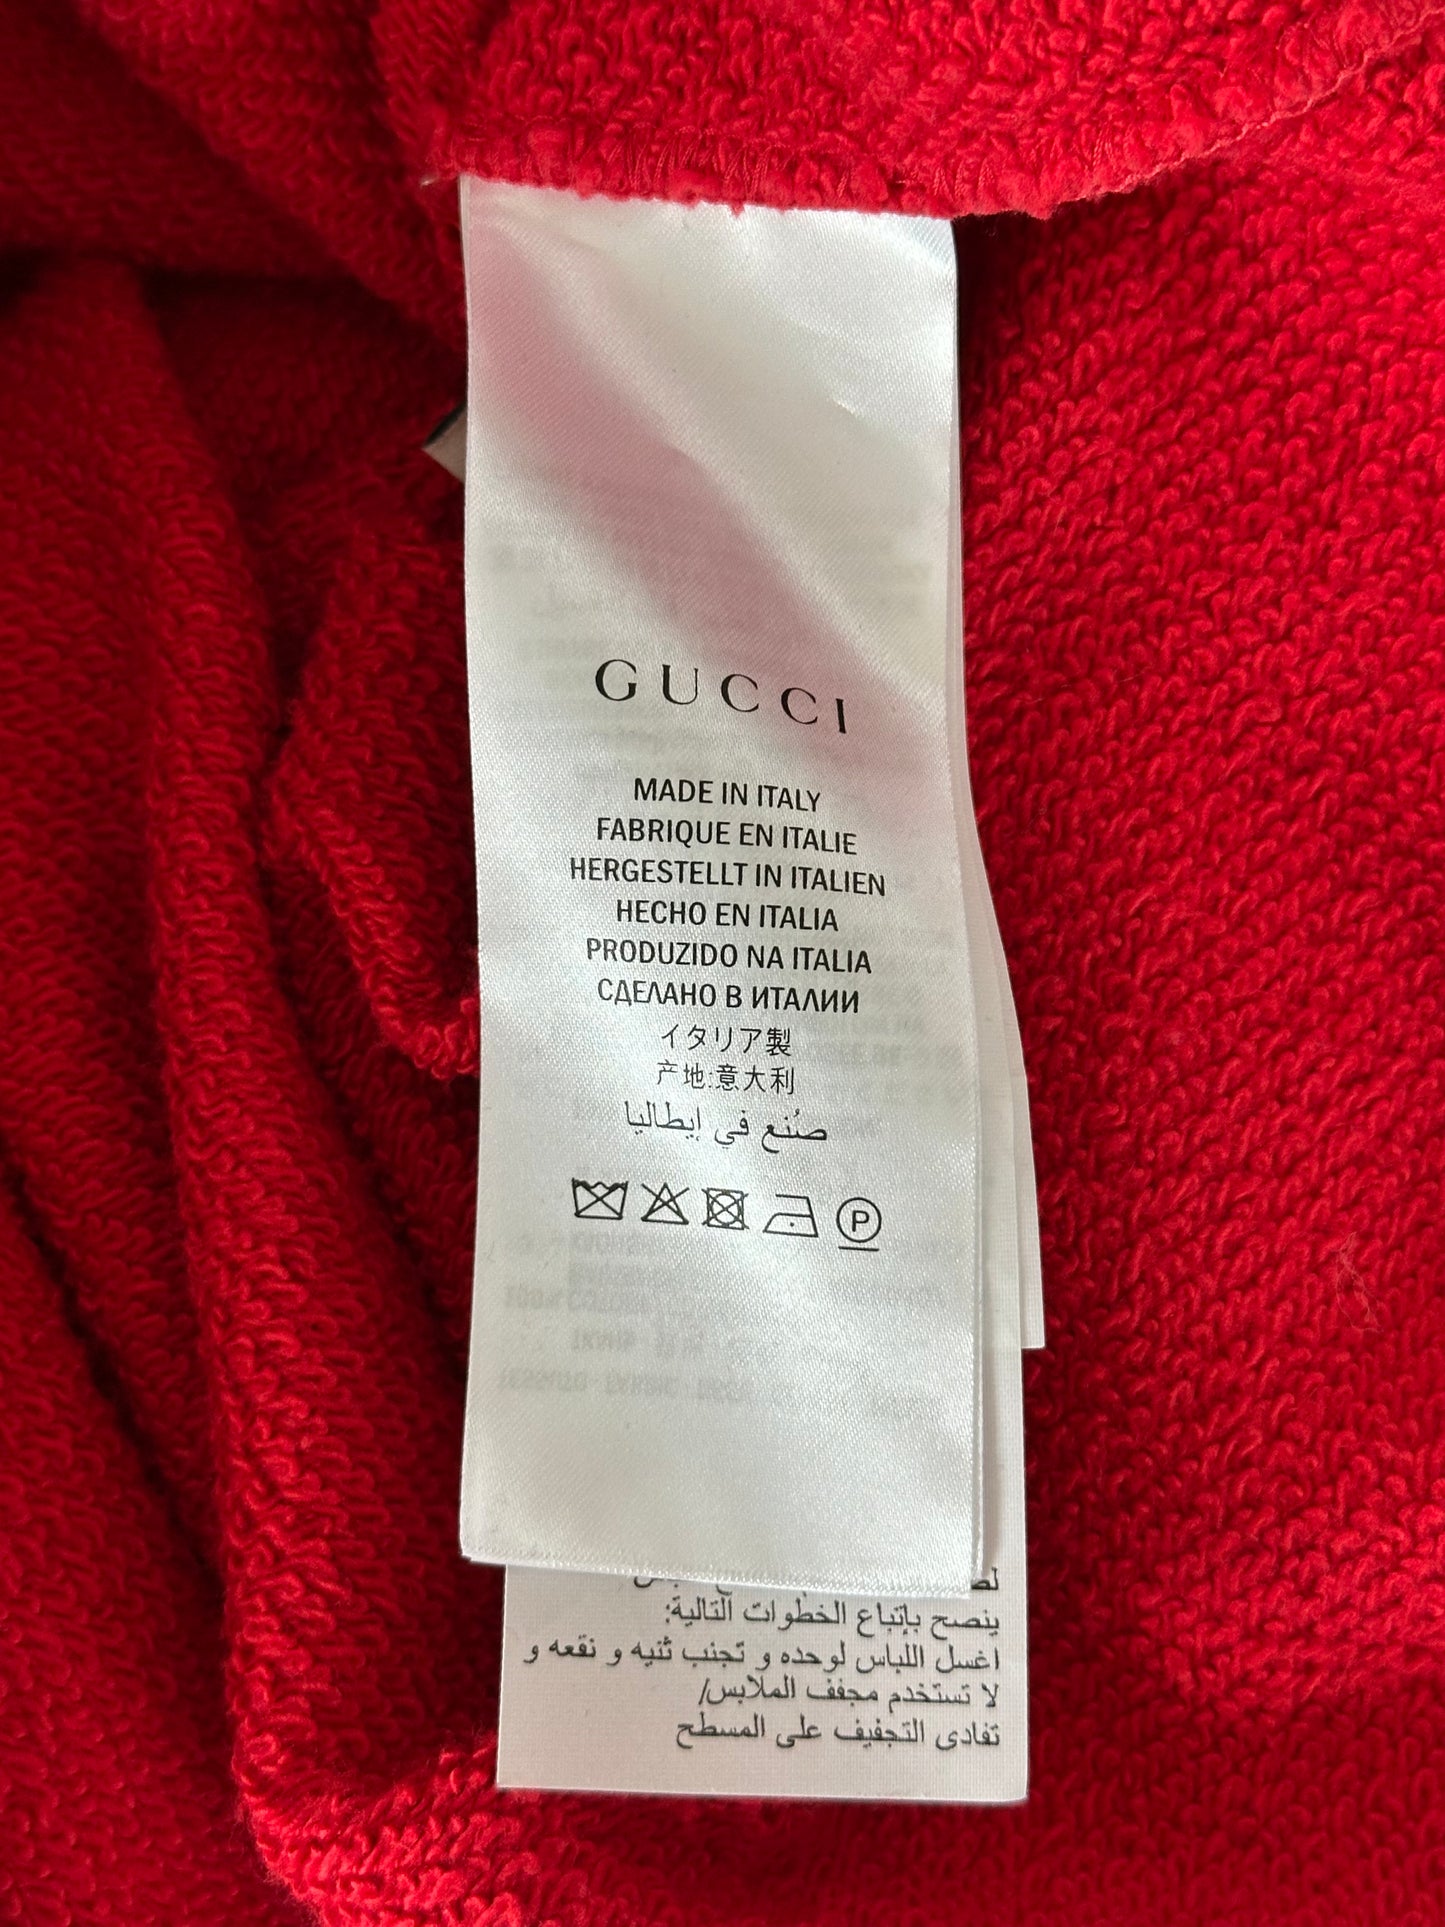 GUCCI
MADE IN ITALY
FABRIQUE EN ITALIE
HERGESTELLT IN ITALIEN
HECHO EN ITALIA
PRODUZIDO NA ITALIA
СДЕЛАНО В ИТАЛИИ
イタリア製
产地:意大利
صُنع في إيطاليا
P
ينصح بإتباع الخطوات التالية:
اغسل اللباس لوحده و تجنب ثنيه و نقعه و
لا تستخدم مجفف الملابس/
تفادى التجفيف على المسطح